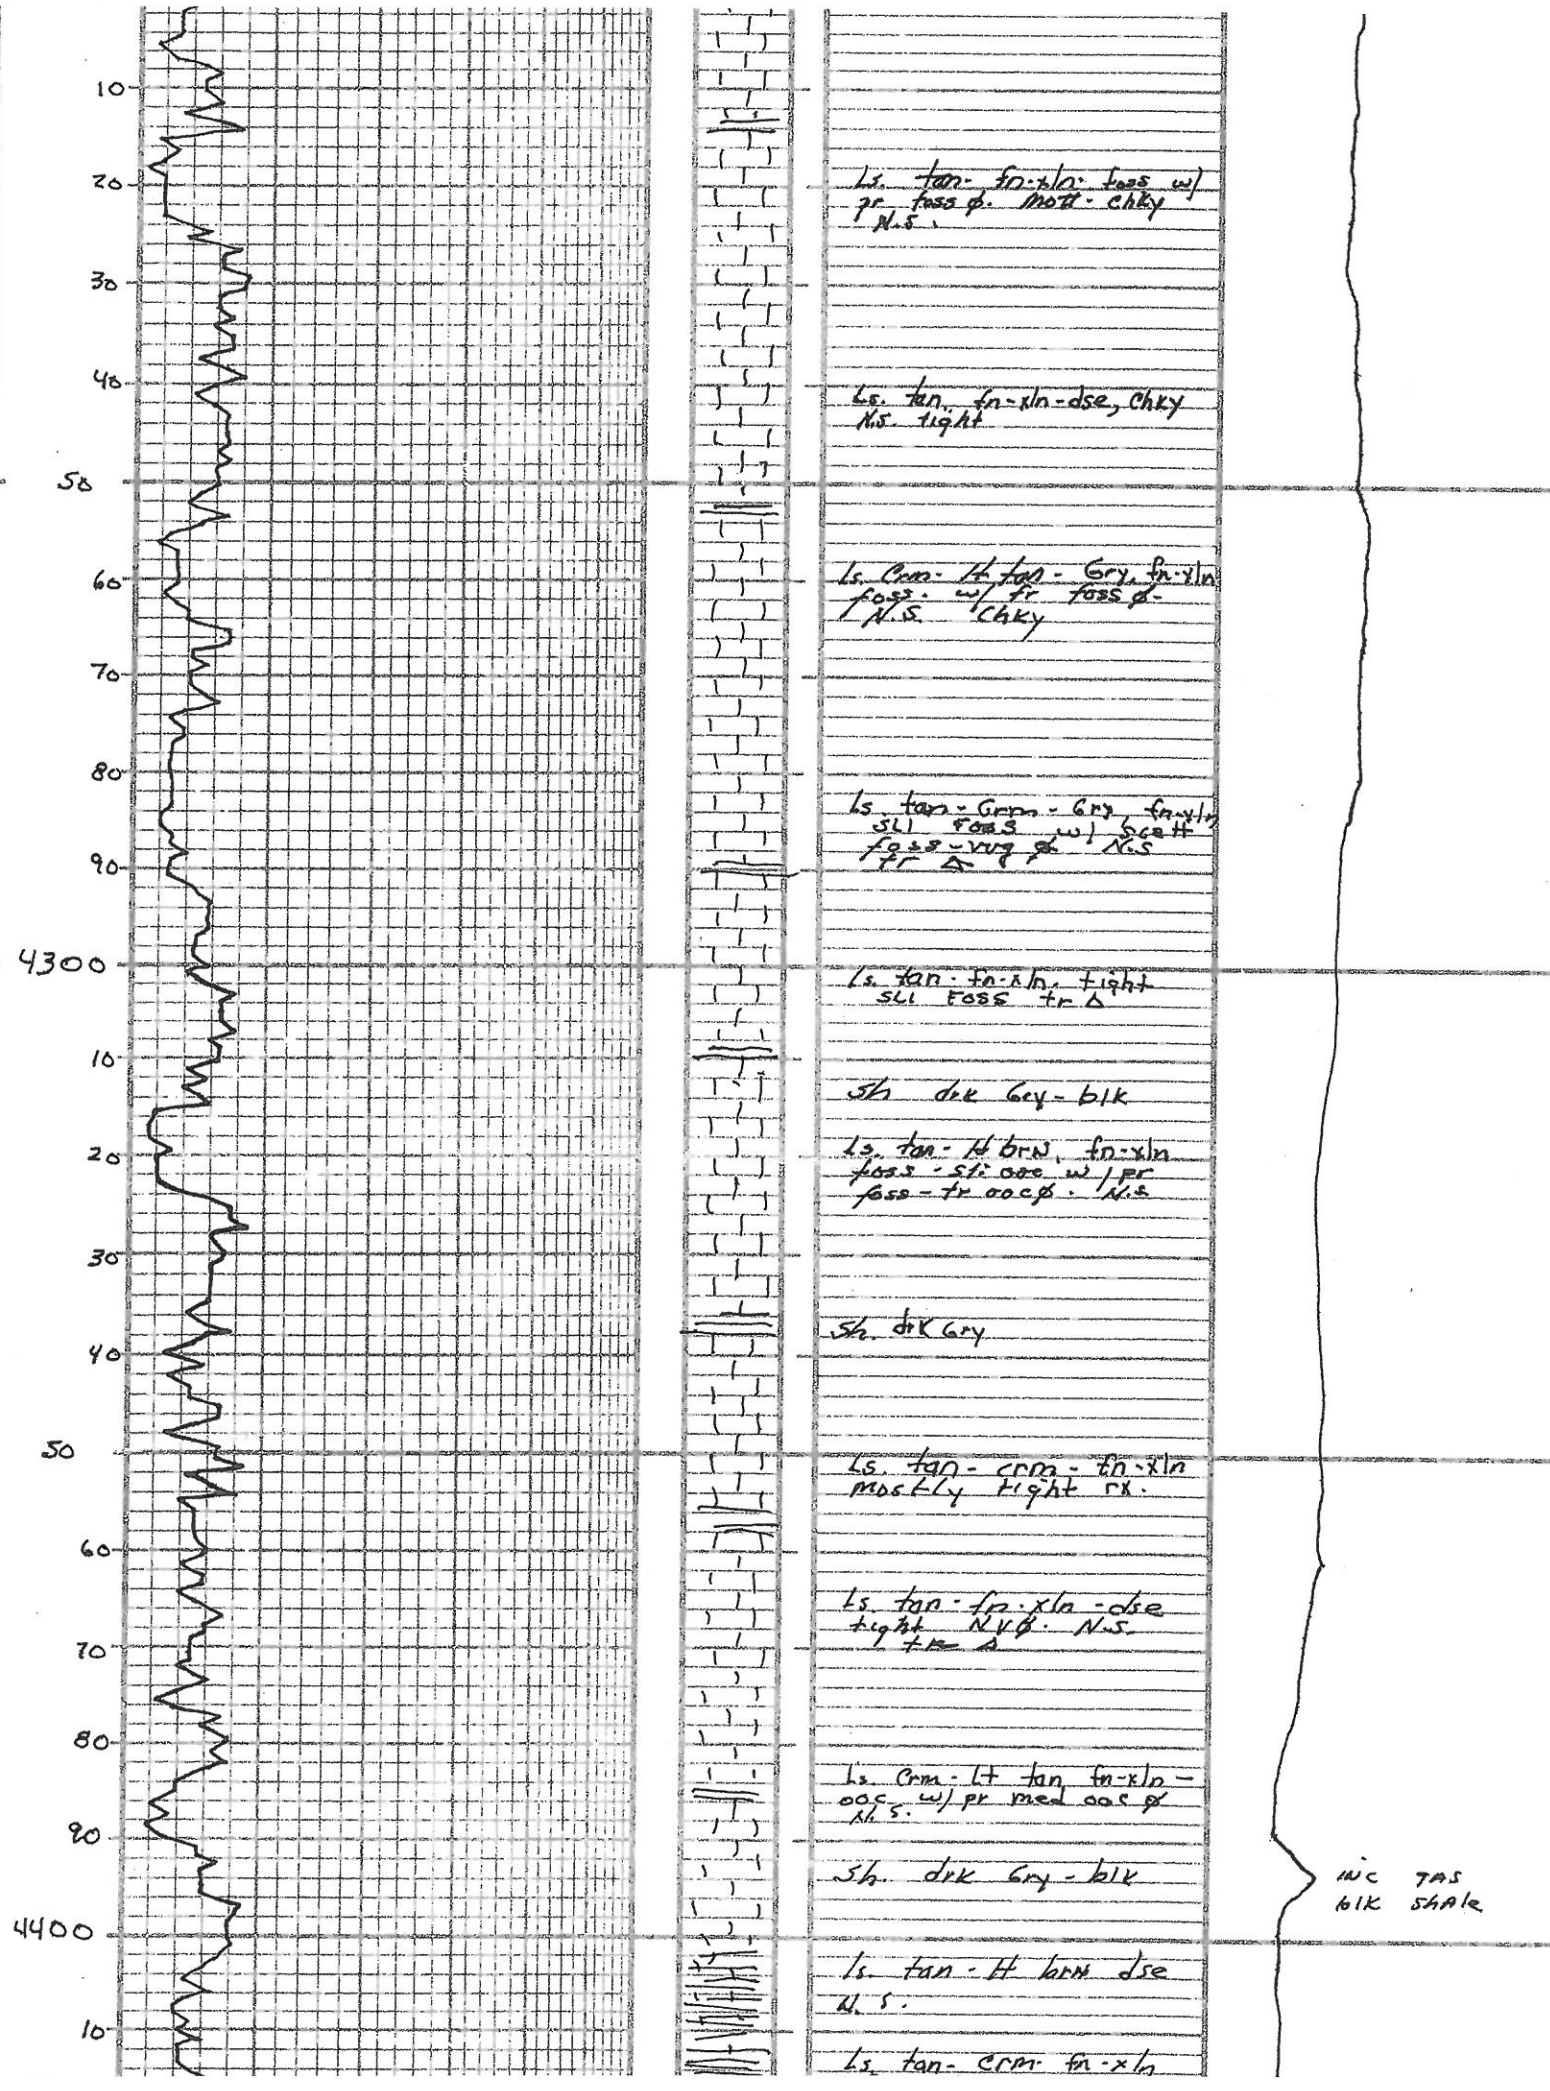 10
20
Ls. tan- fn-xln- foss w/
pr foss ø. mott- chky
N.S.
30
40
Ls. tan, fn-xln-dse, chky
N.S. tight
50
60
Ls. Crm- lt tan- Gry, fn-xln
foss. w/ fr foss ø-
N.S. Chky
70
80
Ls. tan- Crm- Gry, fn-xln
SLI FOSS w/ scatt
foss-vug ø N.S
tr Δ
90
4300
Ls. tan- fn-xln. tight
SLI FOSS tr Δ
10
Sh drk Gry- blk
20
Ls. tan- lt brn, fn-xln
foss - sli ooc w/ pr
foss- tr ooc ø. N.S
30
Sh. drk Gry
40
50
Ls. tan- crm- fn-xln
mostly tight rx.
60
Ls. tan- fn-xln -dse
tight NVø. N.S.
tr Δ
70
80
Ls. Crm- Lt tan, fn-xln -
ooc w/ pr med ooc ø
N.S.
90
Sh. drk Gry- blk
INC GAS
blk ShAle
4400
Ls. tan- lt brn dse
N.S.
10
Ls. tan- crm- fn-xln